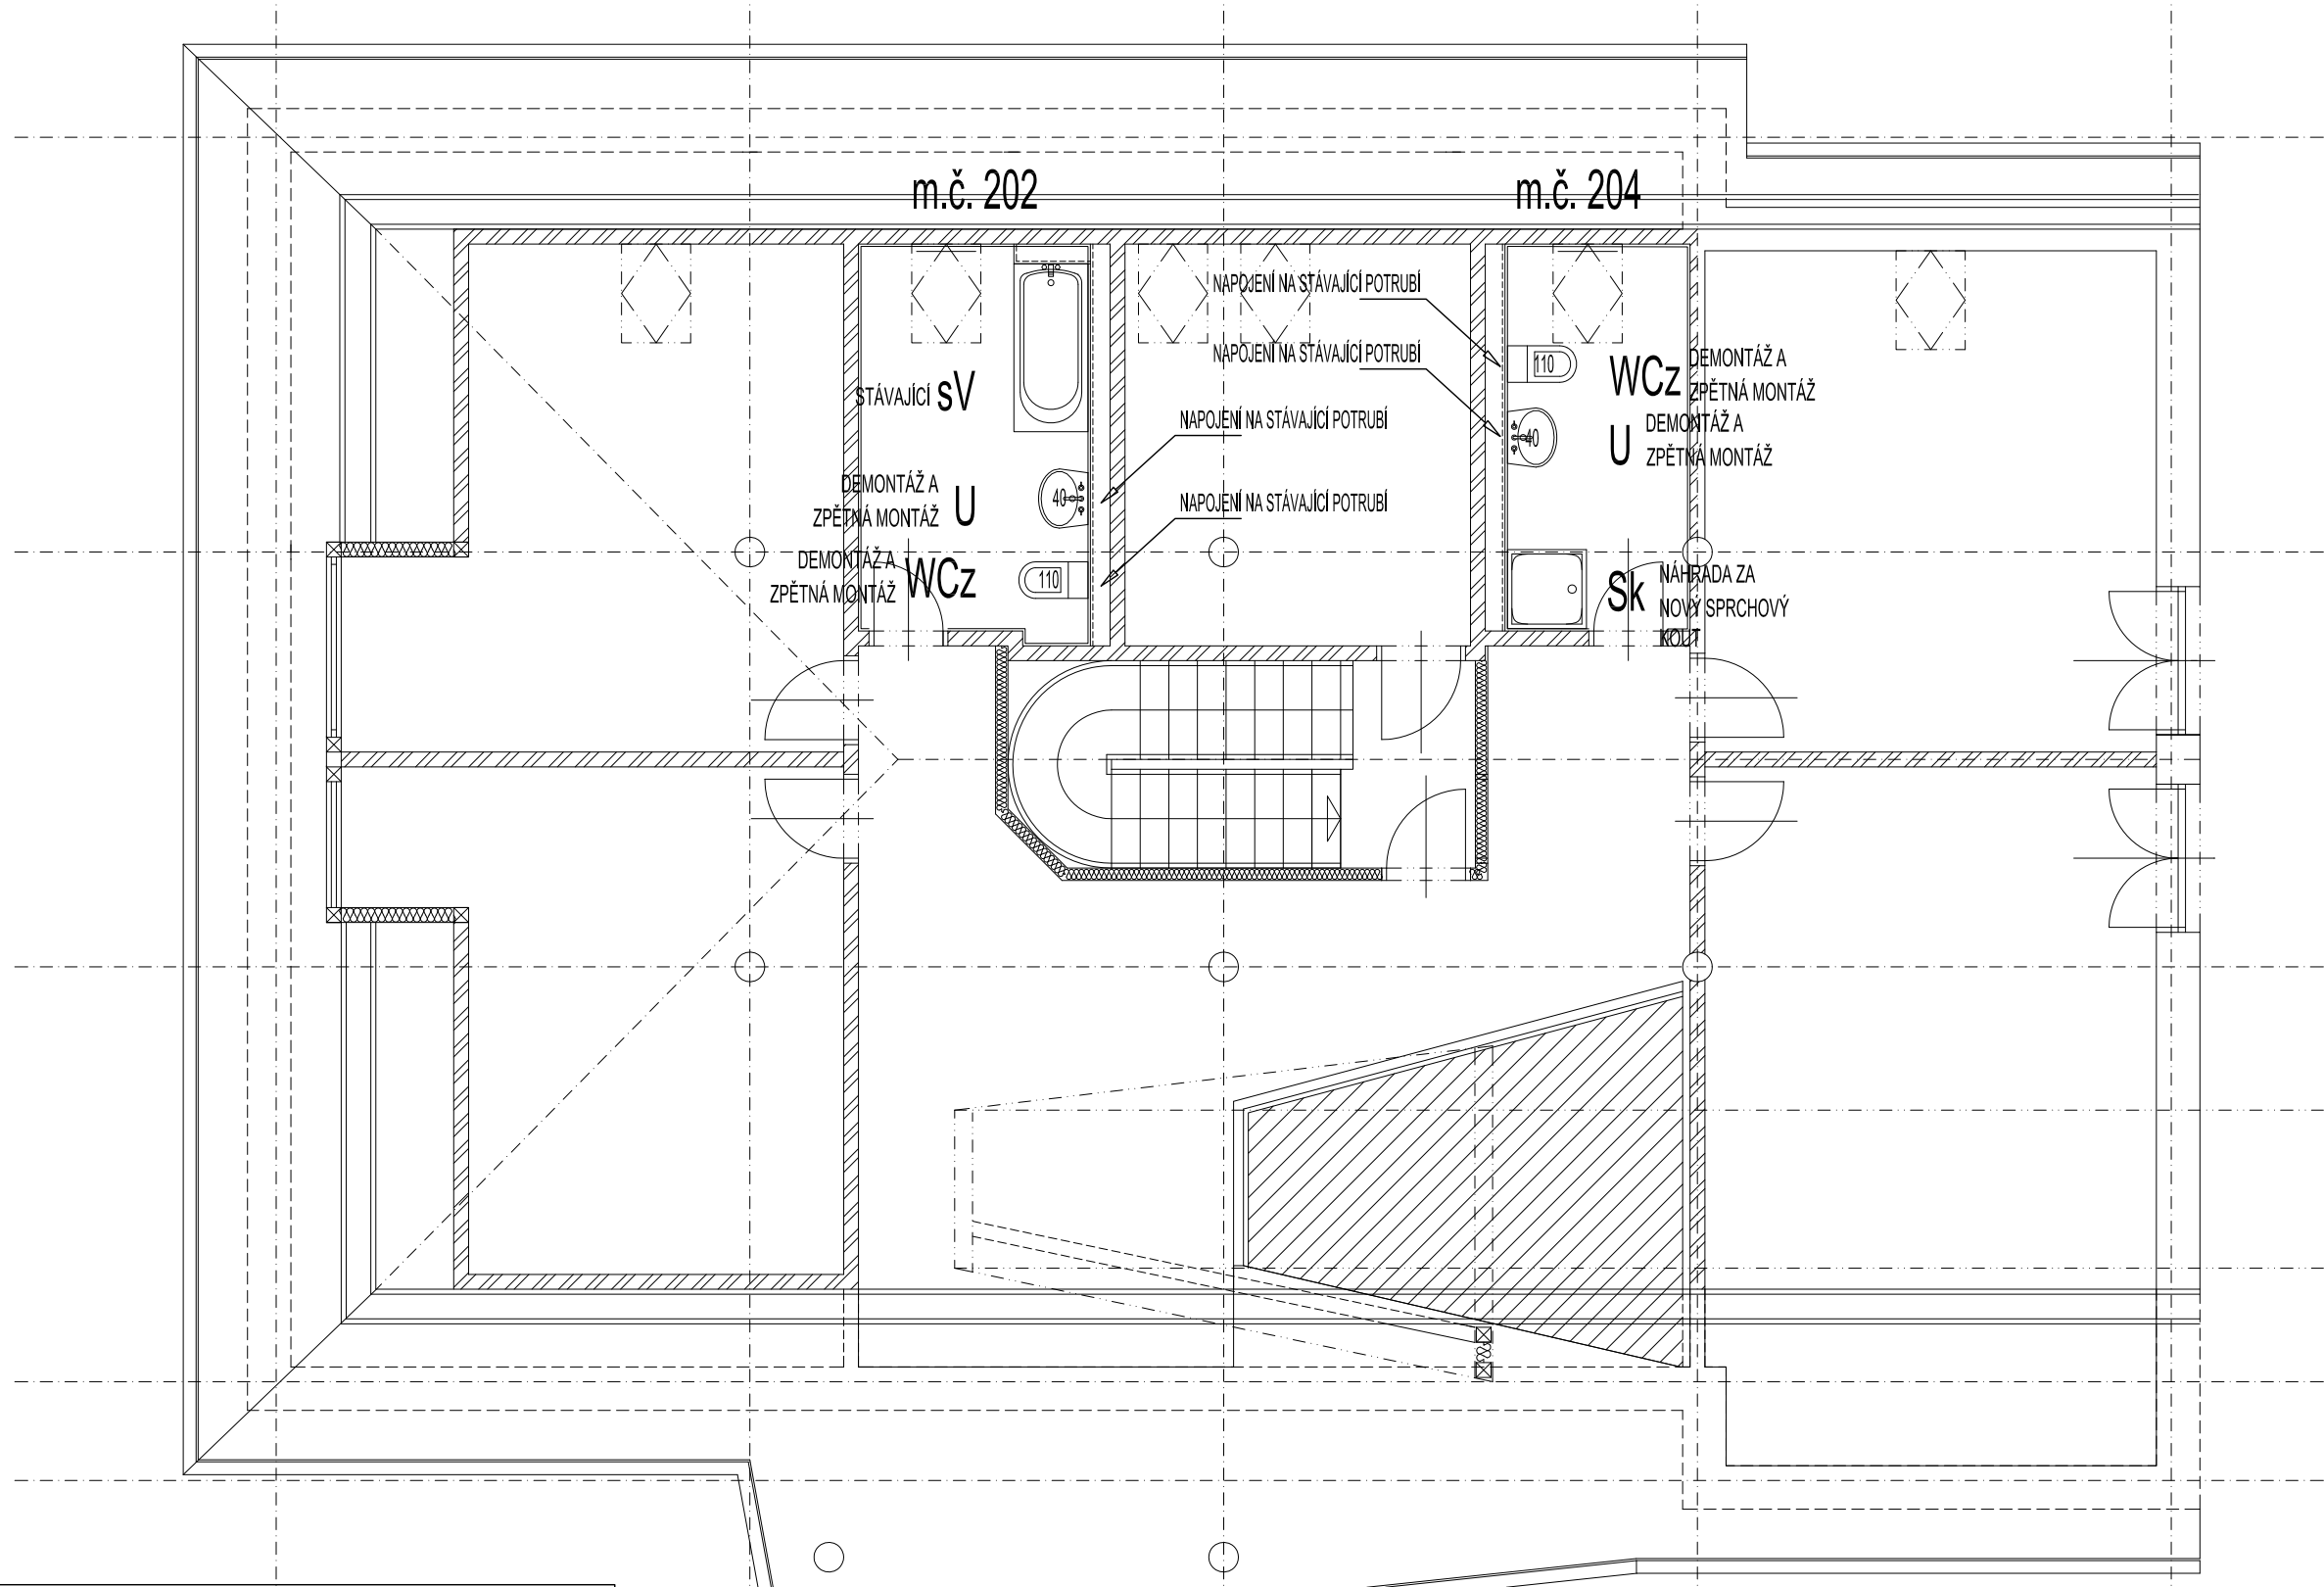 m.č. 202
m.č. 204
NAPOJENÍ NA STÁVAJÍCÍ POTRUBÍ
NAPOJENÍ NA STÁVAJÍCÍ POTRUBÍ
110
WCz DEMONTÁŽ A
ZPĚTNÁ MONTÁŽ
STÁVAJÍCÍ sV
NAPOJENÍ NA STÁVAJÍCÍ POTRUBÍ
40
U DEMONTÁŽ A
ZPĚTNÁ MONTÁŽ
DEMONTÁŽ A
ZPĚTNÁ MONTÁŽ U
40
NAPOJENÍ NA STÁVAJÍCÍ POTRUBÍ
DEMONTÁŽ A
ZPĚTNÁ MONTÁŽ WCz
110
Sk NÁHRADA ZA
NOVÝ SPRCHOVÝ
KOUT